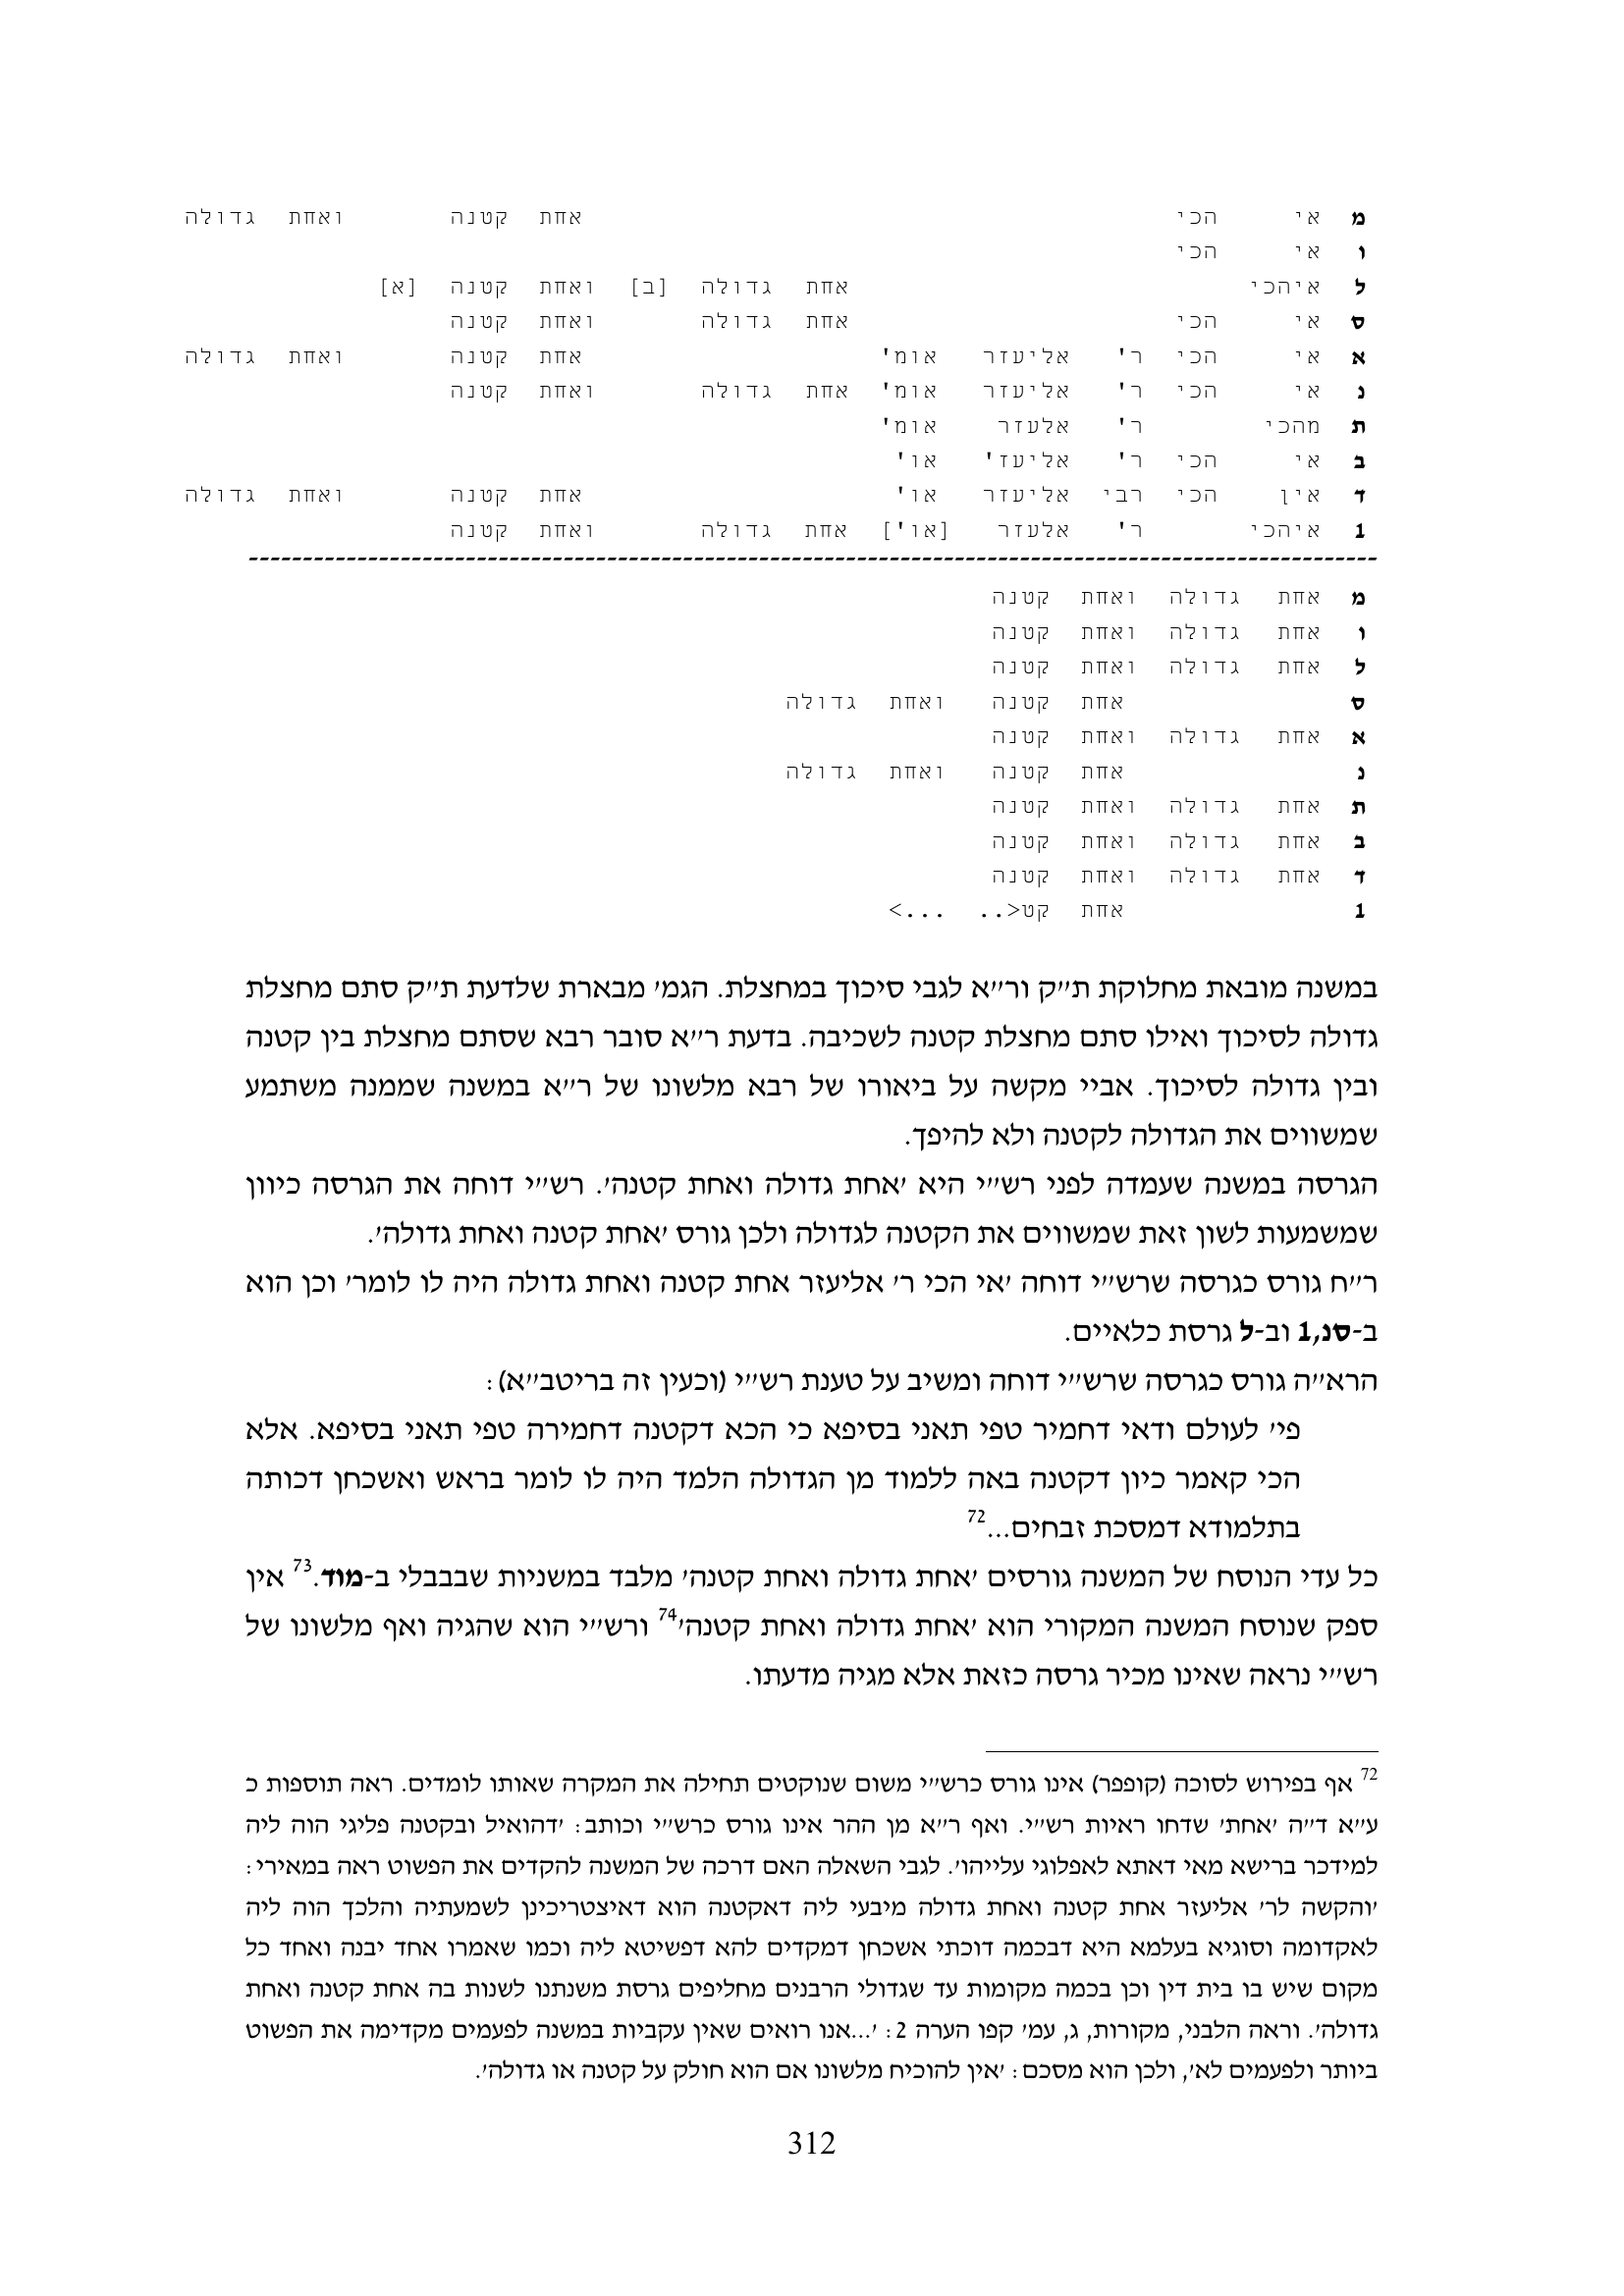 מ אי הכי אחת קטנה ואחת גדולה
ו אי הכי
ל איהכי אחת גדולה [ב] ואחת קטנה [א]
ס אי הכי אחת גדולה ואחת קטנה
א אי הכי ר' אליעזר אומ' אחת קטנה ואחת גדולה
נ אי הכי ר' אליעזר אומ' אחת גדולה ואחת קטנה
ת מהכי ר' אלעזר אומ'
ב אי הכי ר' אליעז' או'
ד אין הכי רבי אליעזר או' אחת קטנה ואחת גדולה
1 איהכי ר' אלעזר [או'] אחת גדולה ואחת קטנה
מ אחת גדולה ואחת קטנה
ו אחת גדולה ואחת קטנה
ל אחת גדולה ואחת קטנה
ס אחת קטנה ואחת גדולה
א אחת גדולה ואחת קטנה
נ אחת קטנה ואחת גדולה
ת אחת גדולה ואחת קטנה
ב אחת גדולה ואחת קטנה
ד אחת גדולה ואחת קטנה
1 אחת קט<.. ...>
במשנה מובאת מחלוקת ת״ק ור״א לגבי סיכוך במחצלת. הגמ׳ מבארת שלדעת ת״ק סתם מחצלת
גדולה לסיכוך ואילו סתם מחצלת קטנה לשכיבה. בדעת ר״א סובר רבא שסתם מחצלת בין קטנה
ובין גדולה לסיכוך. אביי מקשה על ביאורו של רבא מלשונו של ר״א במשנה שממנה משתמע
שמשווים את הגדולה לקטנה ולא להיפך.
הגרסה במשנה שעמדה לפני רש״י היא ׳אחת גדולה ואחת קטנה׳. רש״י דוחה את הגרסה כיוון
שמשמעות לשון זאת שמשווים את הקטנה לגדולה ולכן גורס ׳אחת קטנה ואחת גדולה׳.
ר״ח גורס כגרסה שרש״י דוחה ׳אי הכי ר׳ אליעזר אחת קטנה ואחת גדולה היה לו לומר׳ וכן הוא
ב-סנ,1 וב-ל גרסת כלאיים.
הרא״ה גורס כגרסה שרש״י דוחה ומשיב על טענת רש״י (וכעין זה בריטב״א):
פי׳ לעולם ודאי דחמיר טפי תאני בסיפא כי הכא דקטנה דחמירה טפי תאני בסיפא. אלא
הכי קאמר כיון דקטנה באה ללמוד מן הגדולה הלמד היה לו לומר בראש ואשכחן דכותה
בתלמודא דמסכת זבחים...72
כל עדי הנוסח של המשנה גורסים ׳אחת גדולה ואחת קטנה׳ מלבד במשניות שבבבלי ב-מוד.73 אין
ספק שנוסח המשנה המקורי הוא ׳אחת גדולה ואחת קטנה׳74 ורש״י הוא שהגיה ואף מלשונו של
רש״י נראה שאינו מכיר גרסה כזאת אלא מגיה מדעתו.
72 אף בפירוש לסוכה (קופפר) אינו גורס כרש״י משום שנוקטים תחילה את המקרה שאותו לומדים. ראה תוספות כ
ע״א ד״ה ׳אחת׳ שדחו ראיות רש״י. ואף ר״א מן ההר אינו גורס כרש״י וכותב: ׳דהואיל ובקטנה פליגי הוה ליה
למידכר ברישא מאי דאתא לאפלוגי עלייהו׳. לגבי השאלה האם דרכה של המשנה להקדים את הפשוט ראה במאירי:
׳והקשה לר׳ אליעזר אחת קטנה ואחת גדולה מיבעי ליה דאקטנה הוא דאיצטריכינן לשמעתיה והלכך הוה ליה
לאקדומה וסוגיא בעלמא היא דבכמה דוכתי אשכחן דמקדים להא דפשיטא ליה וכמו שאמרו אחד יבנה ואחד כל
מקום שיש בו בית דין וכן בכמה מקומות עד שגדולי הרבנים מחליפים גרסת משנתנו לשנות בה אחת קטנה ואחת
גדולה׳. וראה הלבני, מקורות, ג, עמ׳ קפו הערה 2: ׳...אנו רואים שאין עקביות במשנה לפעמים מקדימה את הפשוט
ביותר ולפעמים לא׳, ולכן הוא מסכם: ׳אין להוכיח מלשונו אם הוא חולק על קטנה או גדולה׳.
312